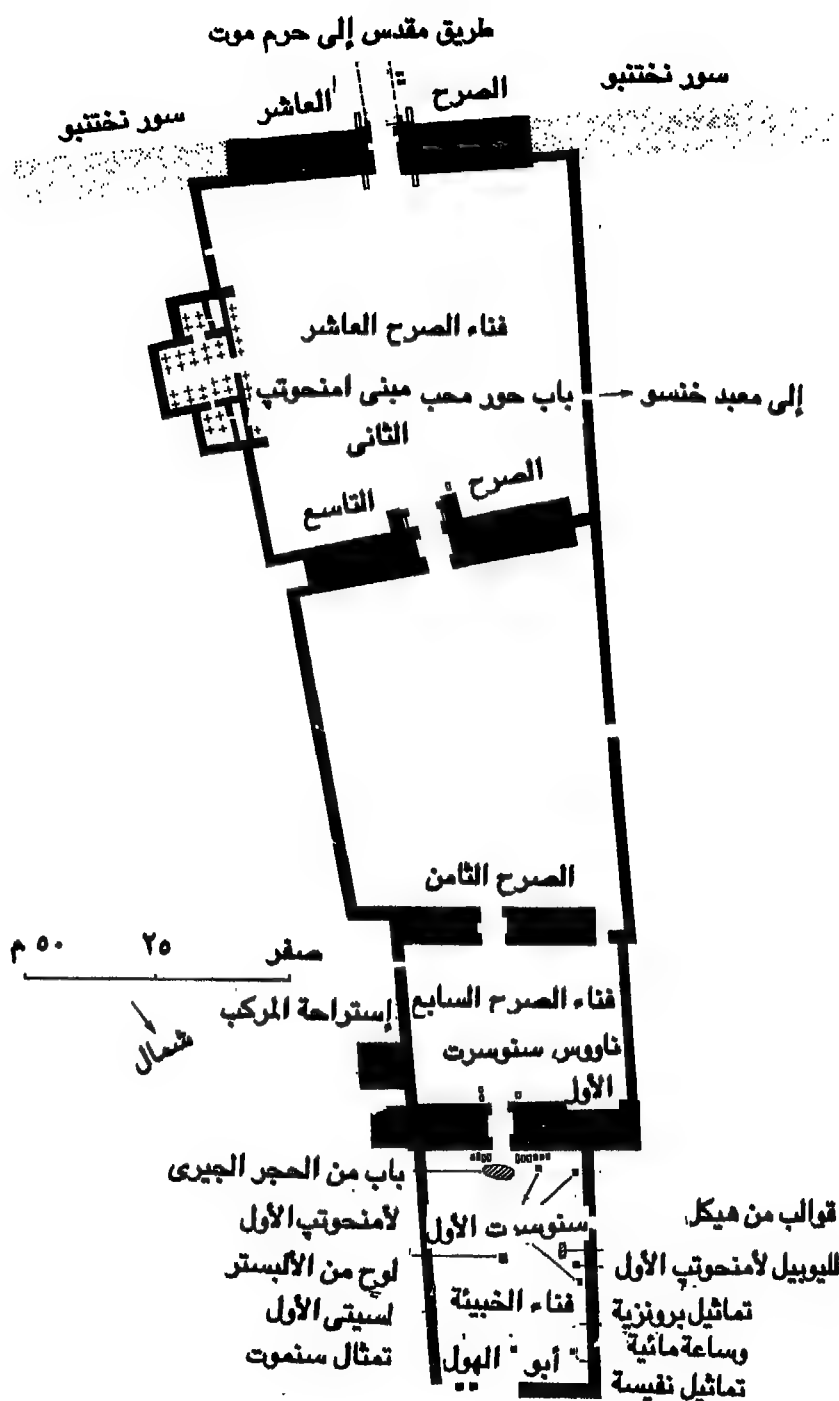 طريق مقدس إلى حرم موت
سور نختنبو
الصرح
العاشر
سور نختنبو
فناء الصرح العاشر
إلى معبد خنسو
باب حور محب
مبنى امنحوتپ
الثانى
الصرح
التاسع
الصرح الثامن
صفر ٢٥ ٥٠ م
شمال
فناء الصرح السابع
إستراحة المركب
ناووس سنوسرت
الأول
باب من الحجر الجيرى
لأمنحوتپ الأول
لوح من الألبستر
لسيتى الأول
تمثال سنموت
سنوسرت الأول
فناء الخبيئة
أبو الهول
قوالب من هيكل
لليوبيل لأمنحوتپ الأول
تماثيل برونزية
وساعة مائية
تماثيل نفيسة